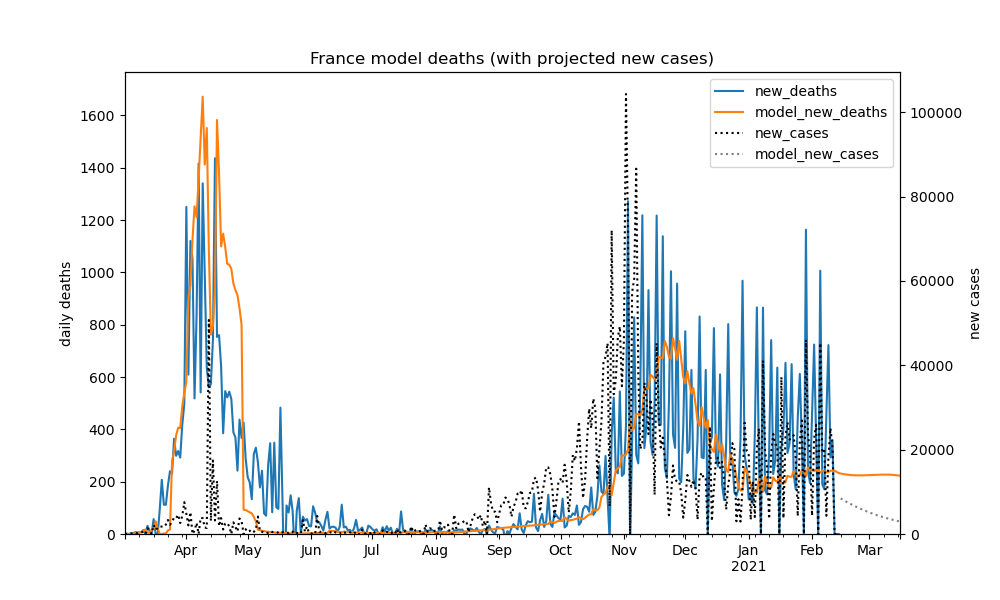 France model deaths (with projected new cases)
new_deaths
model_new_deaths
new_cases
model_new_cases
daily deaths
1600
1400
1200
1000
800
600
400
200
0
new cases
100000
80000
60000
40000
20000
0
Apr May Jun Jul Aug Sep Oct Nov Dec Jan Feb Mar
2021